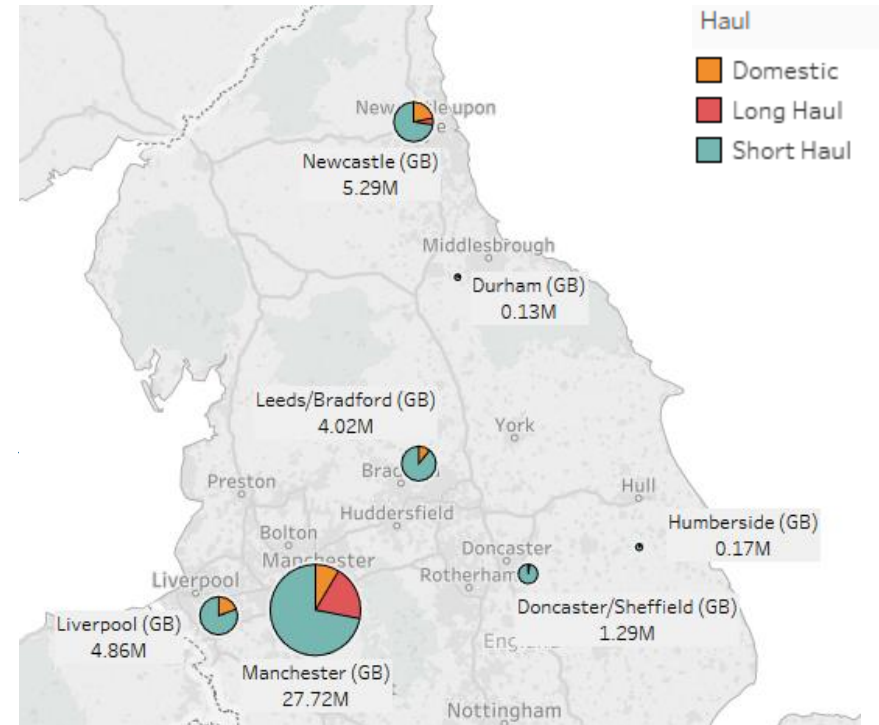 Haul
Domestic
Long Haul
Short Haul
Newcastle (GB)
5.29M
Middlesbrough
Durham (GB)
0.13M
Leeds/Bradford (GB)
4.02M
York
Preston
Huddersfield
Hull
Bolton
Manchester
Humberside (GB)
0.17M
Doncaster
Rotherham
Liverpool
Doncaster/Sheffield (GB)
1.29M
Liverpool (GB)
4.86M
Manchester (GB)
27.72M
Nottingham